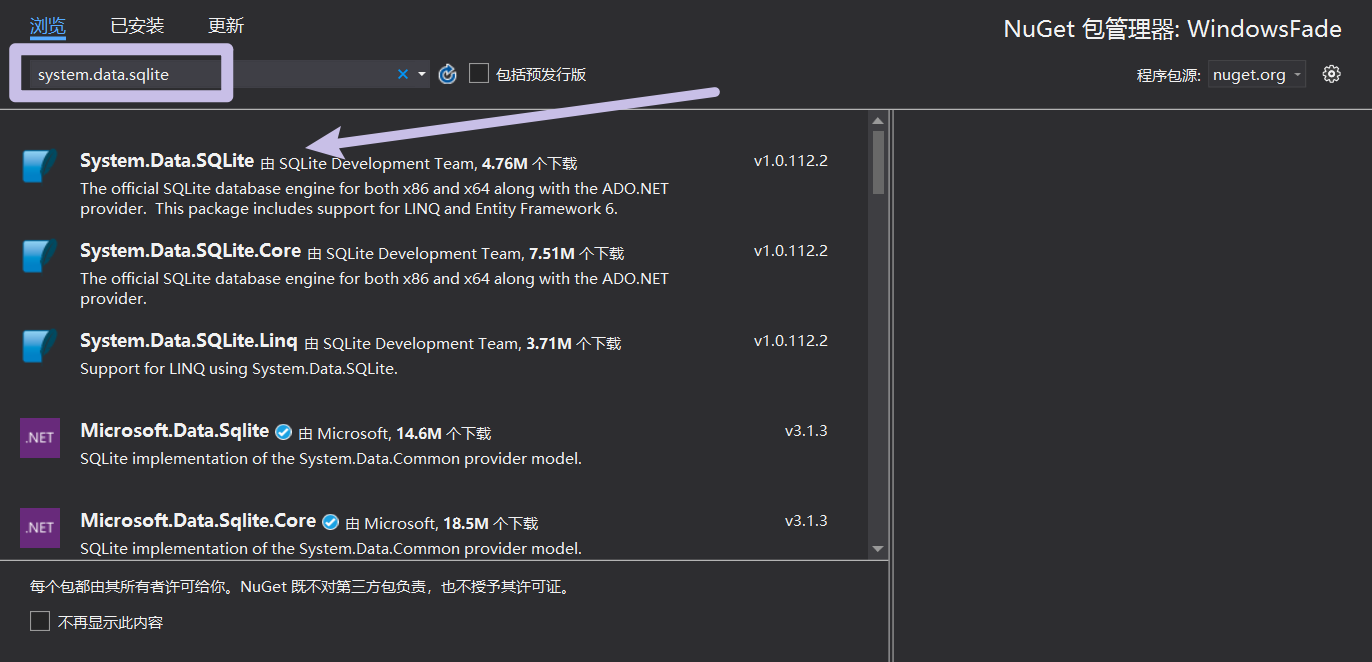 浏览 已安装 更新
NuGet 包管理器: WindowsFade
system.data.sqlite
包括预发行版
程序包源: nuget.org
System.Data.SQLite 由 SQLite Development Team, 4.76M 个下载 v1.0.112.2
The official SQLite database engine for both x86 and x64 along with the ADO.NET
provider.  This package includes support for LINQ and Entity Framework 6.
System.Data.SQLite.Core 由 SQLite Development Team, 7.51M 个下载 v1.0.112.2
The official SQLite database engine for both x86 and x64 along with the ADO.NET
provider.
System.Data.SQLite.Linq 由 SQLite Development Team, 3.71M 个下载 v1.0.112.2
Support for LINQ using System.Data.SQLite.
.NET
Microsoft.Data.Sqlite 由 Microsoft, 14.6M 个下载 v3.1.3
SQLite implementation of the System.Data.Common provider model.
.NET
Microsoft.Data.Sqlite.Core 由 Microsoft, 18.5M 个下载 v3.1.3
SQLite implementation of the System.Data.Common provider model.
每个包都由其所有者许可给你。NuGet 既不对第三方包负责，也不授予其许可证。
不再显示此内容